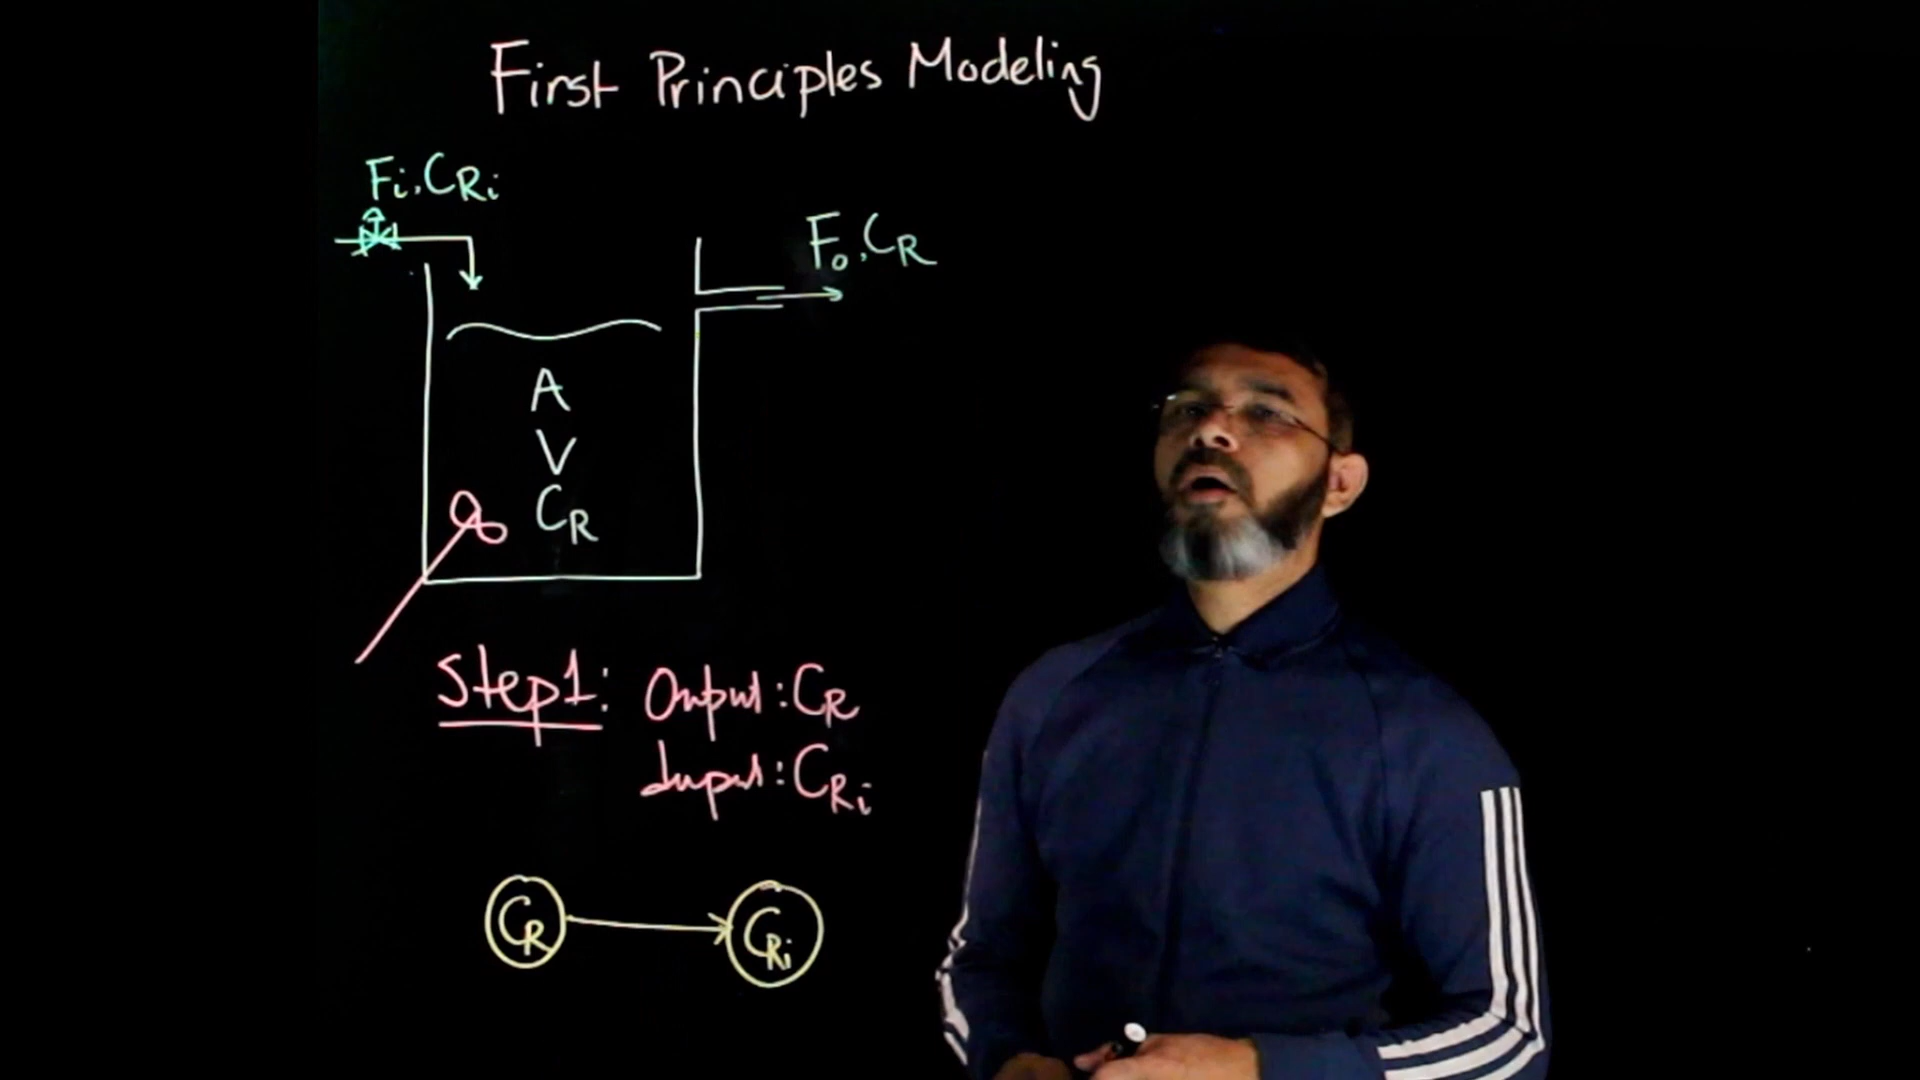 First Principles Modeling
Fi, CRi
Fo, CR
A
V
CR
Step1: Output: CR
Input: CRi
CR
CRi